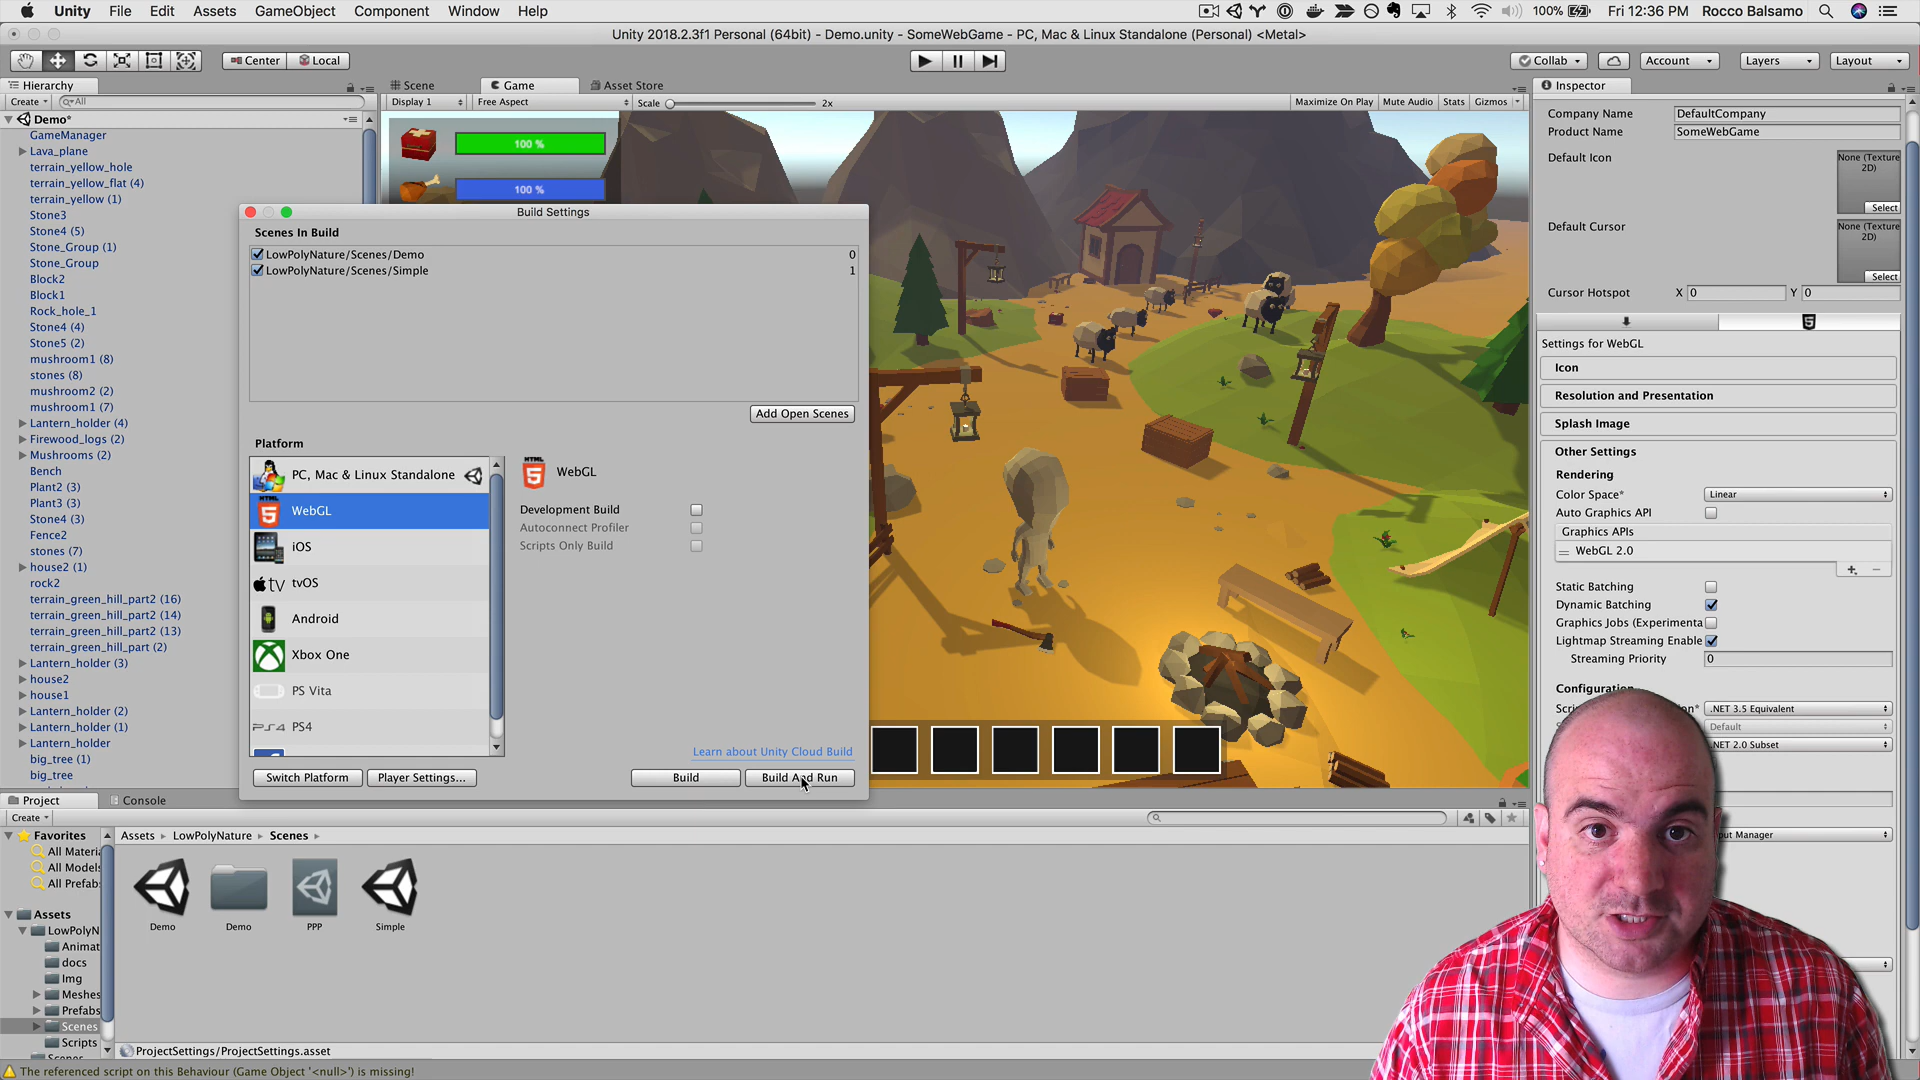 Unity File Edit Assets GameObject Component Window Help
100% Fri 12:36 PM Rocco Balsamo
Unity 2018.2.3f1 Personal (64bit) - Demo.unity - SomeWebGame - PC, Mac & Linux Standalone (Personal) <Metal>
Center Local
Collab Account Layers Layout
Hierarchy
Create All
Demo*
GameManager
Lava_plane
terrain_yellow_hole
terrain_yellow_flat (4)
terrain_yellow (1)
Stone3
Stone4 (5)
Stone_Group (1)
Stone_Group
Block2
Block1
Rock_hole_1
Stone4 (4)
Stone5 (2)
mushroom1 (8)
stones (8)
mushroom2 (2)
mushroom1 (7)
Lantern_holder (4)
Firewood_logs (2)
Mushrooms (2)
Bench
Plant2 (3)
Plant3 (3)
Stone4 (3)
Fence2
stones (7)
house2 (1)
rock2
terrain_green_hill_part2 (16)
terrain_green_hill_part2 (14)
terrain_green_hill_part2 (13)
terrain_green_hill_part (2)
Lantern_holder (3)
house2
house1
Lantern_holder (2)
Lantern_holder (1)
Lantern_holder
big_tree (1)
big_tree
Scene Game Asset Store
Display 1 Free Aspect Scale 2x
Maximize On Play Mute Audio Stats Gizmos
100 %
100 %
Build Settings
Scenes In Build
LowPolyNature/Scenes/Demo 0
LowPolyNature/Scenes/Simple 1
Add Open Scenes
Platform
PC, Mac & Linux Standalone
HTML
WebGL
iOS
tv tvOS
Android
Xbox One
PS Vita
PS4
HTML
5 WebGL
Development Build
Autoconnect Profiler
Scripts Only Build
Learn about Unity Cloud Build
Switch Platform Player Settings... Build Build And Run
Inspector
Company Name DefaultCompany
Product Name SomeWebGame
Default Icon None (Texture 2D)
Select
Default Cursor None (Texture 2D)
Select
Cursor Hotspot X 0 Y 0
Settings for WebGL
Icon
Resolution and Presentation
Splash Image
Other Settings
Rendering
Color Space* Linear
Auto Graphics API
Graphics APIs
WebGL 2.0
Static Batching
Dynamic Batching
Graphics Jobs (Experimenta
Lightmap Streaming Enable
Streaming Priority 0
Configuration
.NET 3.5 Equivalent
Default
.NET 2.0 Subset
Project Console
Create
Favorites
All Materia
All Models
All Prefabs
Assets
LowPolyN
Animat
docs
Img
Meshes
Prefabs
Scenes
Scripts
Assets LowPolyNature Scenes
Demo Demo PPP Simple
ProjectSettings/ProjectSettings.asset
The referenced script on this Behaviour (Game Object '<null>') is missing!